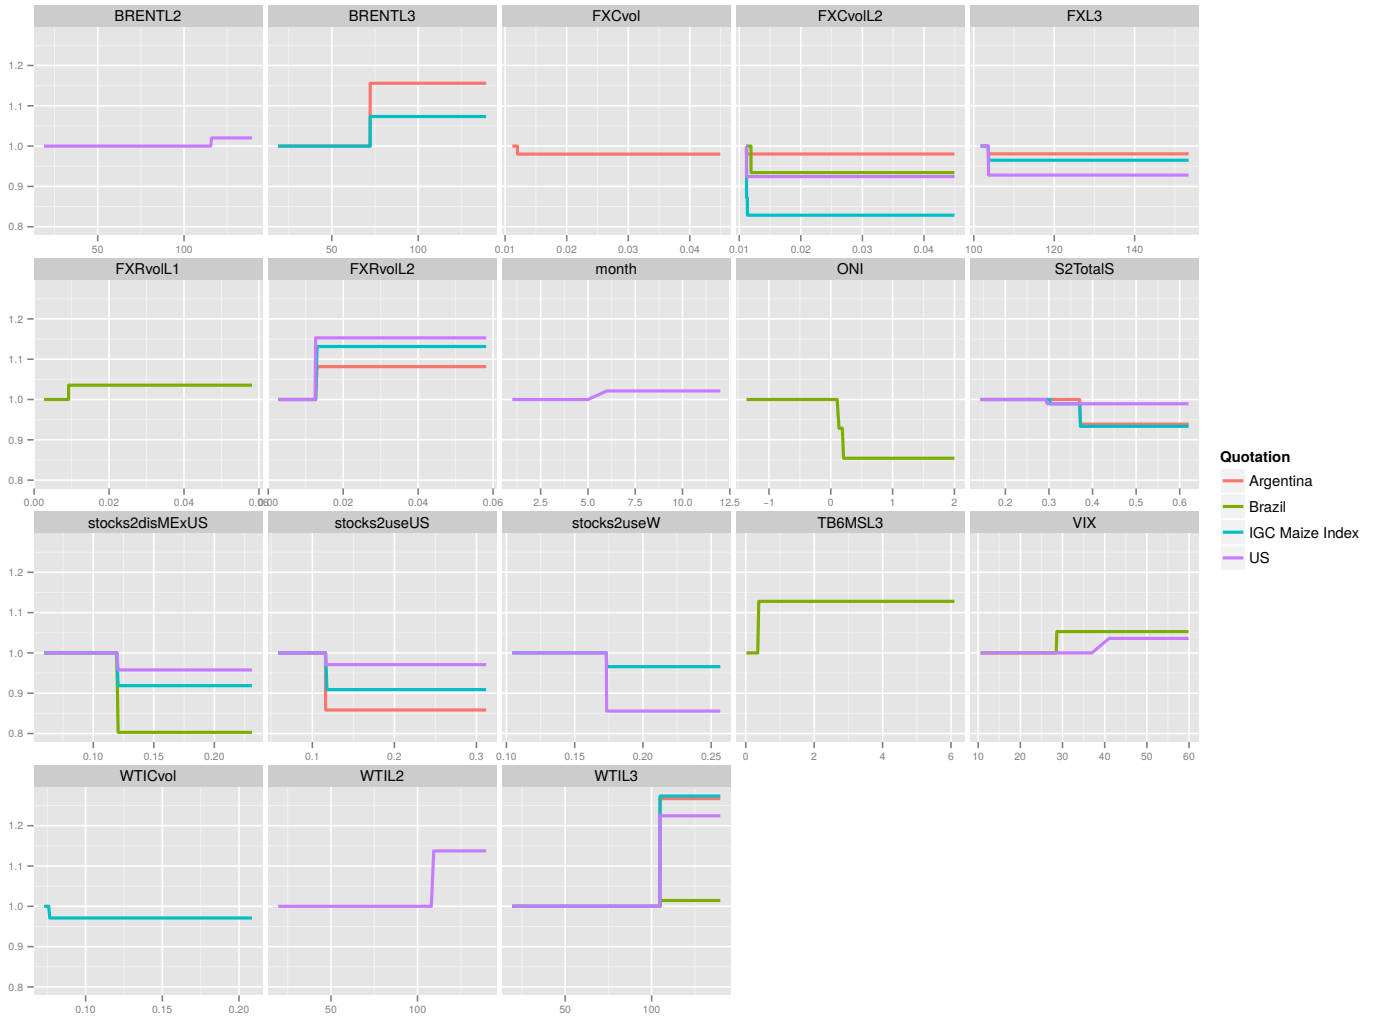 BRENTL2 BRENTL3 FXCvol FXCvolL2 FXL3
1.2
1.1
1.0
0.9
0.8
50 100 50 100 0.01 0.02 0.03 0.04 0.01 0.02 0.03 0.04 100 120 140
FXRvolL1 FXRvolL2 month ONI S2TotalS
1.2
1.1
1.0
0.9
0.8
0.00 0.02 0.04 0.06 0.00 0.02 0.04 0.06 2.5 5.0 7.5 10.0 12.5 −1 0 1 2 0.2 0.3 0.4 0.5 0.6
Quotation
Argentina
Brazil
IGC Maize Index
US
stocks2disMExUS stocks2useUS stocks2useW TB6MSL3 VIX
1.2
1.1
1.0
0.9
0.8
0.10 0.15 0.20 0.1 0.2 0.3 0.10 0.15 0.20 0.25 0 2 4 6 10 20 30 40 50 60
WTICvol WTIL2 WTIL3
1.2
1.1
1.0
0.9
0.8
0.10 0.15 0.20 50 100 50 100